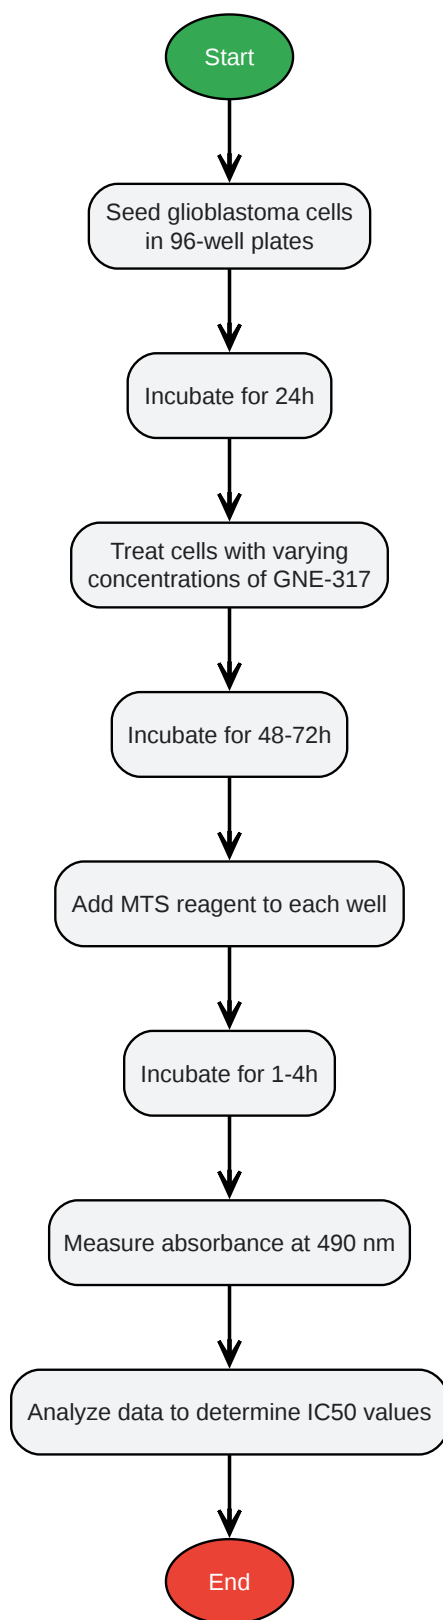 Start
Seed glioblastoma cells
in 96-well plates
Incubate for 24h
Treat cells with varying
concentrations of GNE-317
Incubate for 48-72h
Add MTS reagent to each well
Incubate for 1-4h
Measure absorbance at 490 nm
Analyze data to determine IC50 values
End